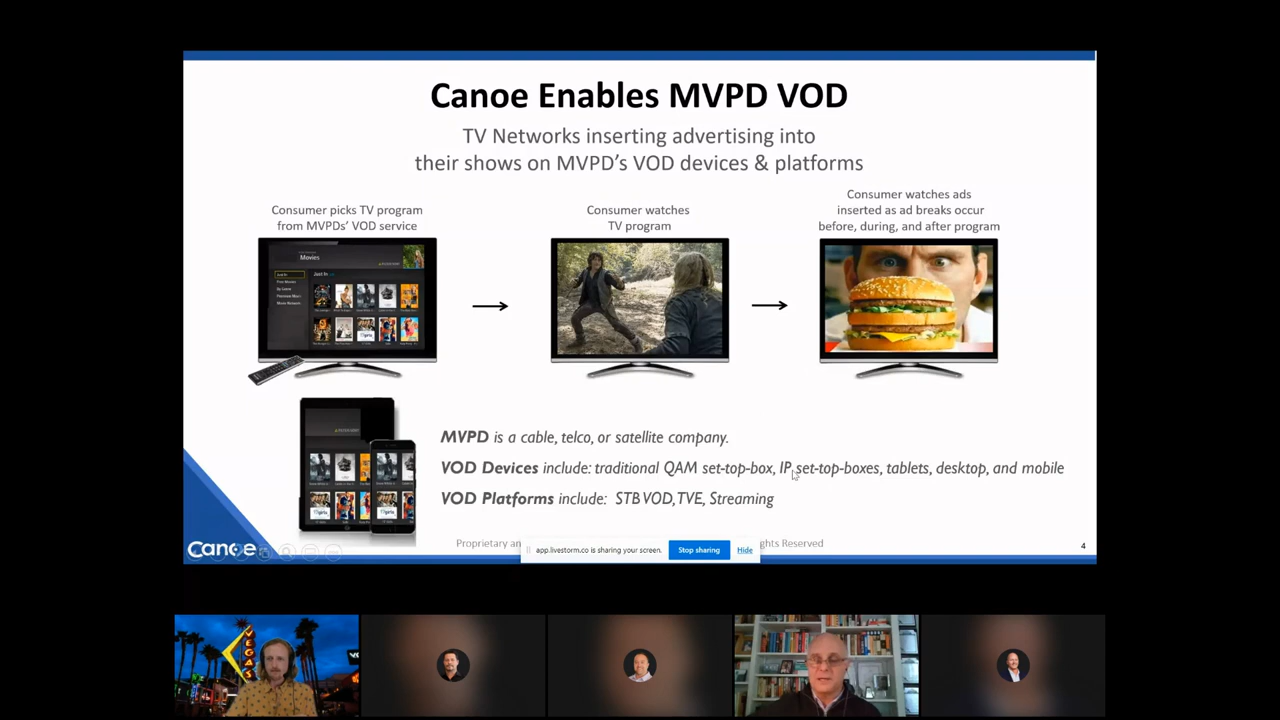 Canoe Enables MVPD VOD
TV Networks inserting advertising into
their shows on MVPD's VOD devices & platforms
Consumer picks TV program
from MVPDs' VOD service
Consumer watches
TV program
Consumer watches ads
inserted as ad breaks occur
before, during, and after program
Movies
Just In
MVPD is a cable, telco, or satellite company.
VOD Devices include: traditional QAM set-top-box, IP set-top-boxes, tablets, desktop, and mobile
VOD Platforms include: STB VOD, TVE, Streaming
Canoe
Proprietary an
ghts Reserved
4
app.livestorm.co is sharing your screen.
Stop sharing
Hide
VEGAS